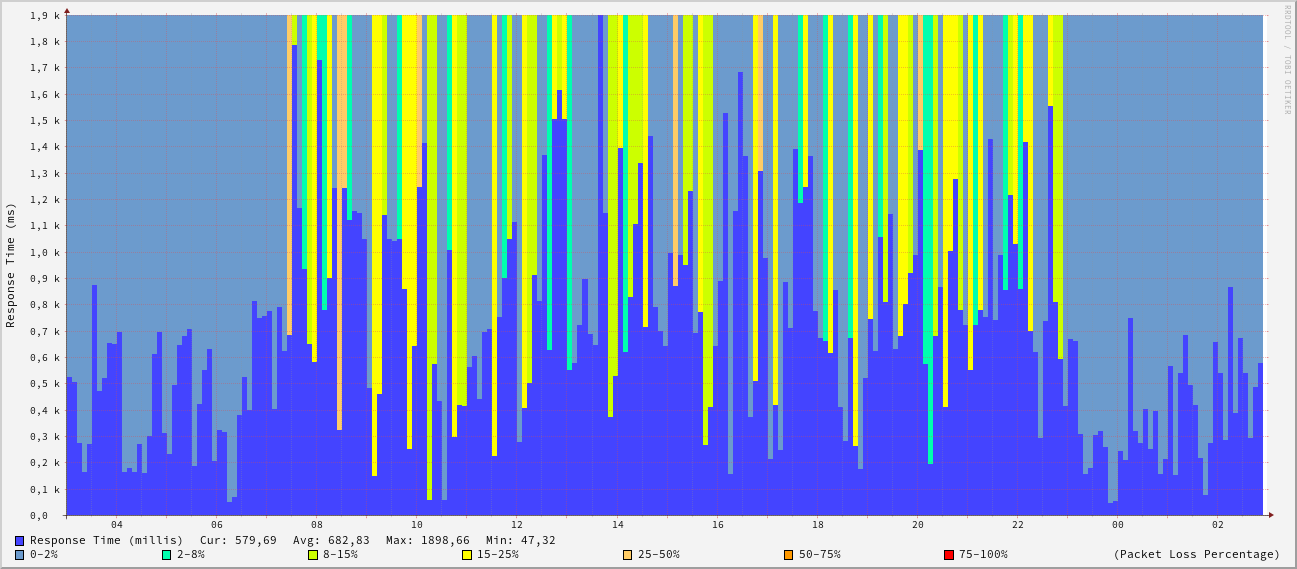 1,9 k
1,8 k
1,7 k
1,6 k
1,5 k
1,4 k
1,3 k
1,2 k
1,1 k
1,0 k
0,9 k
0,8 k
0,7 k
0,6 k
0,5 k
0,4 k
0,3 k
0,2 k
0,1 k
0,0
Response Time (ms)
RRDTOOL / TOBI OETIKER
04 06 08 10 12 14 16 18 20 22 00 02
Response Time (millis) Cur: 579,69 Avg: 682,83 Max: 1898,66 Min: 47,32
0-2% 2-8% 8-15% 15-25% 25-50% 50-75% 75-100% (Packet Loss Percentage)